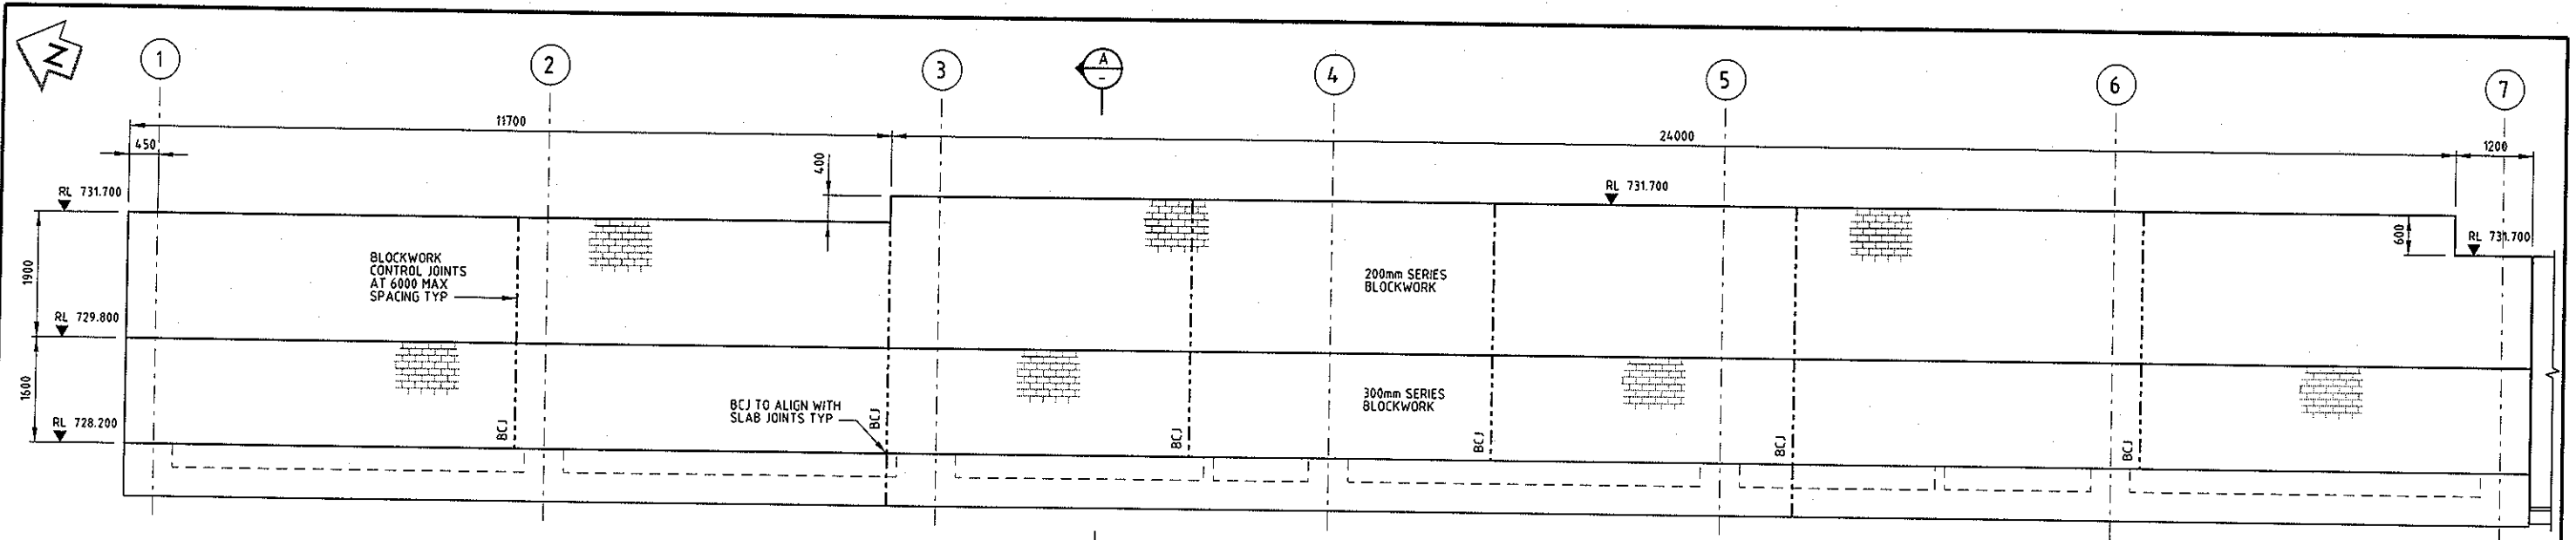 N
1
2
A
-
3
4
5
6
7
11700
24000
1200
450
400
RL 731.700
RL 731.700
600
RL 731.700
BLOCKWORK
CONTROL JOINTS
AT 6000 MAX
SPACING TYP
200mm SERIES
BLOCKWORK
1900
RL 729.800
300mm SERIES
BLOCKWORK
1600
BCJ TO ALIGN WITH
SLAB JOINTS TYP
RL 728.200
BCJ
BCJ
BCJ
BCJ
BCJ
BCJ